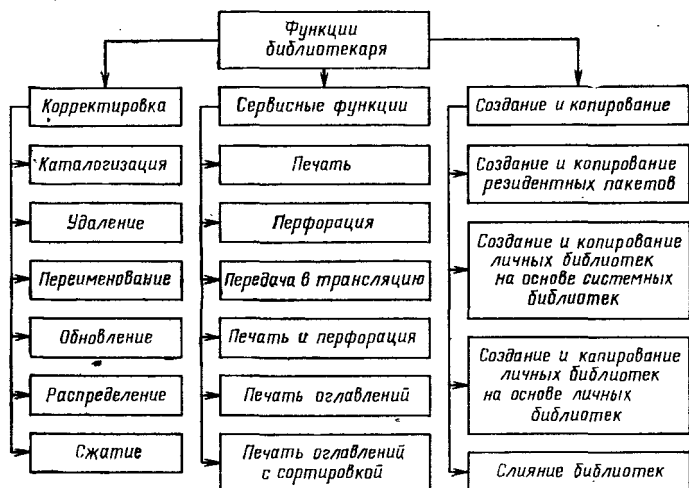 Функции
библиотекаря
Корректировка
Каталогизация
Удаление
Переименование
Обновление
Распределение
Сжатие
Сервисные функции
Печать
Перфорация
Передача в трансляцию
Печать и перфорация
Печать оглавлений
Печать оглавлений
с сортировкой
Создание и копирование
Создание и копирование
резидентных пакетов
Создание и копирование
личных библиотек
на основе системных
библиотек
Создание и копирование
личных библиотек
на основе личных
библиотек
Слияние библиотек